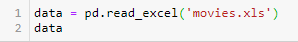 1 data = pd.read_excel('movies.xls')
2 data